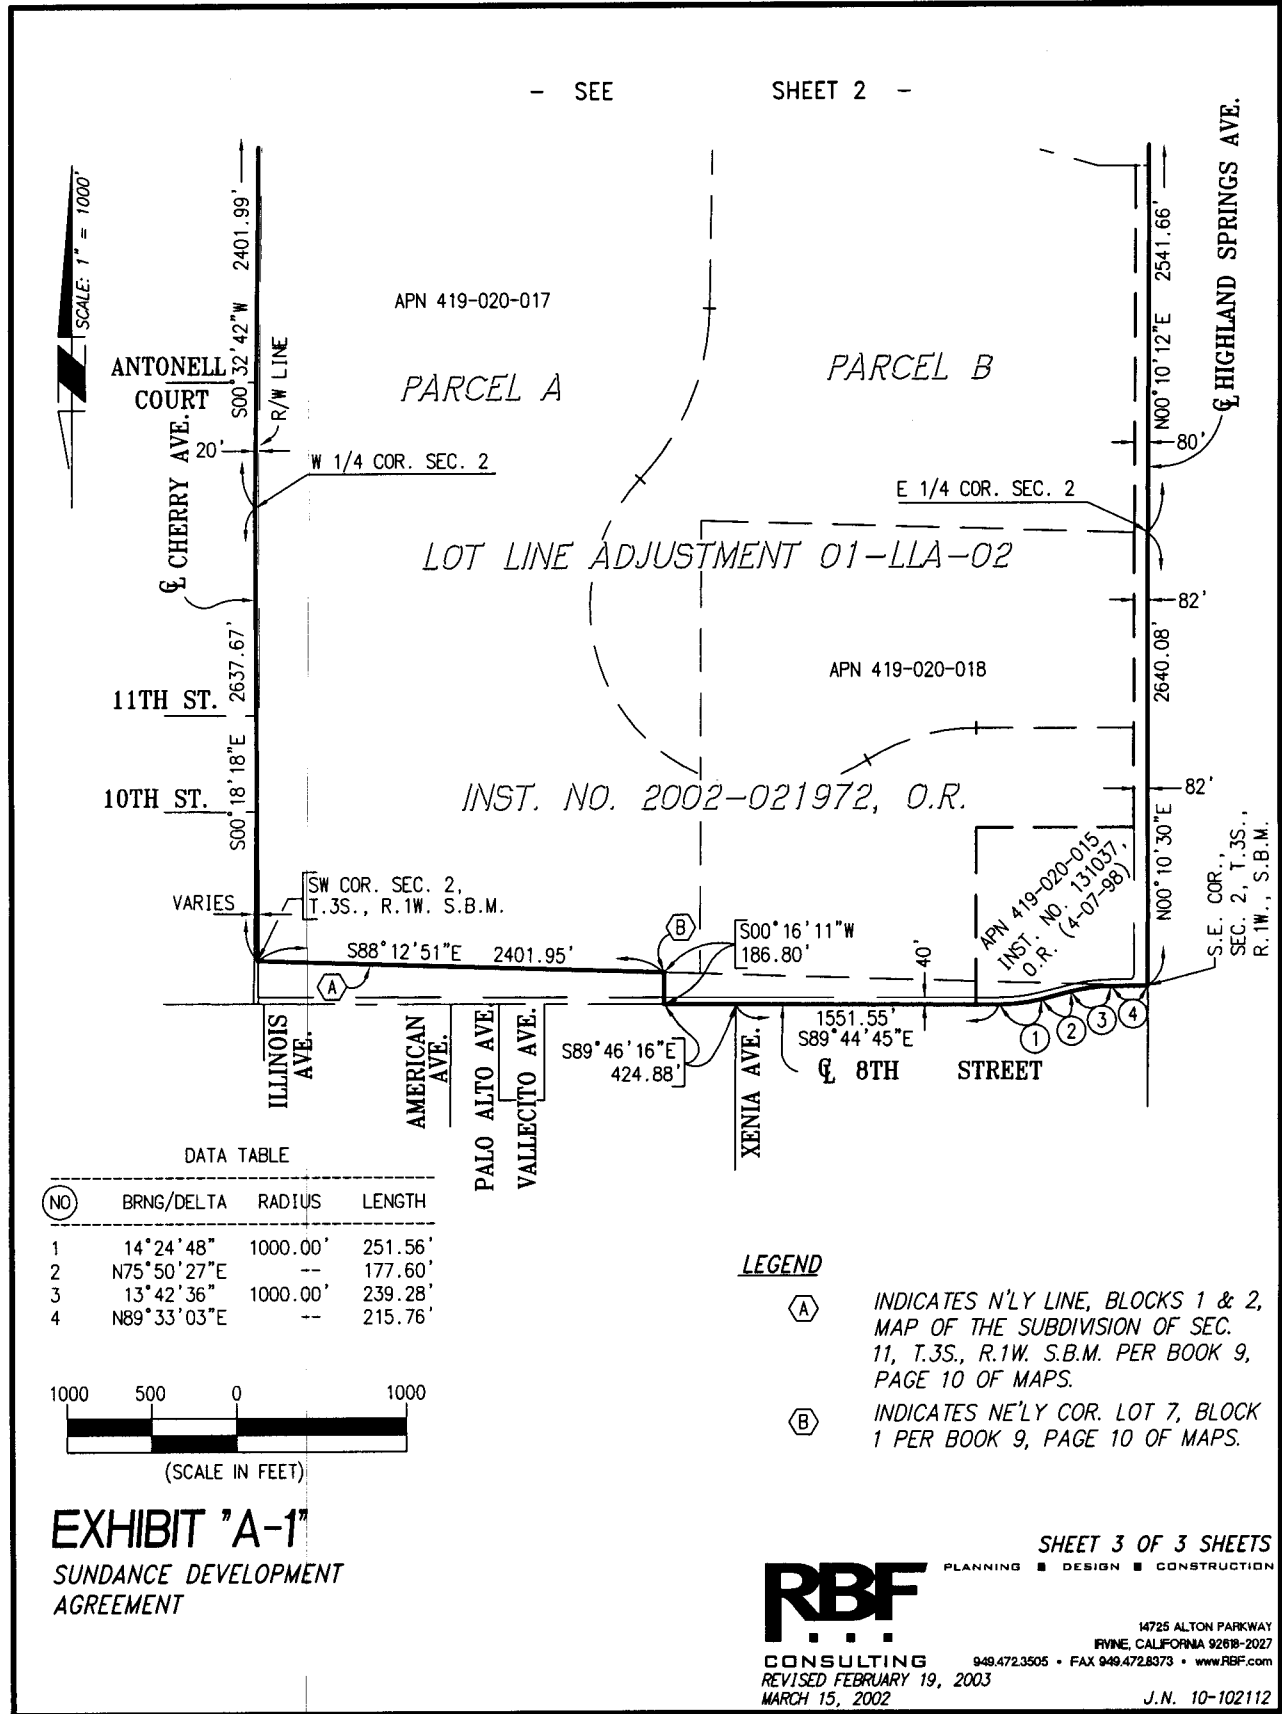 - SEE SHEET 2 -
SCALE: 1" = 1000'
2401.99'
S00°32'42"W
R/W LINE
ANTONELL
COURT
20'
℄ CHERRY AVE.
W 1/4 COR. SEC. 2
APN 419-020-017
PARCEL A
PARCEL B
℄ HIGHLAND SPRINGS AVE.
2541.66'
N00°10'12"E
80'
E 1/4 COR. SEC. 2
LOT LINE ADJUSTMENT 01-LLA-02
82'
2637.67'
2640.08'
APN 419-020-018
11TH ST.
S00°18'18"E
10TH ST.
INST. NO. 2002-021972, O.R.
82'
N00°10'30"E
APN 419-020-015
INST. NO. 131037,
O.R. (4-07-98)
S.E. COR.,
SEC. 2, T.3S.,
R.1W., S.B.M.
VARIES
SW COR. SEC. 2,
T.3S., R.1W. S.B.M.
S88°12'51"E 2401.95'
A
B
S00°16'11"W
186.80'
40'
1551.55'
S89°44'45"E
1
2
3
4
S89°46'16"E
424.88'
℄ 8TH STREET
ILLINOIS
AVE.
AMERICAN
AVE.
PALO ALTO AVE.
VALLECITO AVE.
XENIA AVE.
DATA TABLE
NO BRNG/DELTA RADIUS LENGTH
1 14°24'48" 1000.00' 251.56'
2 N75°50'27"E -- 177.60'
3 13°42'36" 1000.00' 239.28'
4 N89°33'03"E -- 215.76'
1000 500 0 1000
(SCALE IN FEET)
LEGEND
A INDICATES N'LY LINE, BLOCKS 1 & 2,
MAP OF THE SUBDIVISION OF SEC.
11, T.3S., R.1W. S.B.M. PER BOOK 9,
PAGE 10 OF MAPS.
B INDICATES NE'LY COR. LOT 7, BLOCK
1 PER BOOK 9, PAGE 10 OF MAPS.
EXHIBIT "A-1"
SUNDANCE DEVELOPMENT
AGREEMENT
SHEET 3 OF 3 SHEETS
PLANNING ■ DESIGN ■ CONSTRUCTION
RBF
CONSULTING
14725 ALTON PARKWAY
IRVINE, CALIFORNIA 92618-2027
949.472.3505 • FAX 949.472.8373 • www.RBF.com
REVISED FEBRUARY 19, 2003
MARCH 15, 2002
J.N. 10-102112